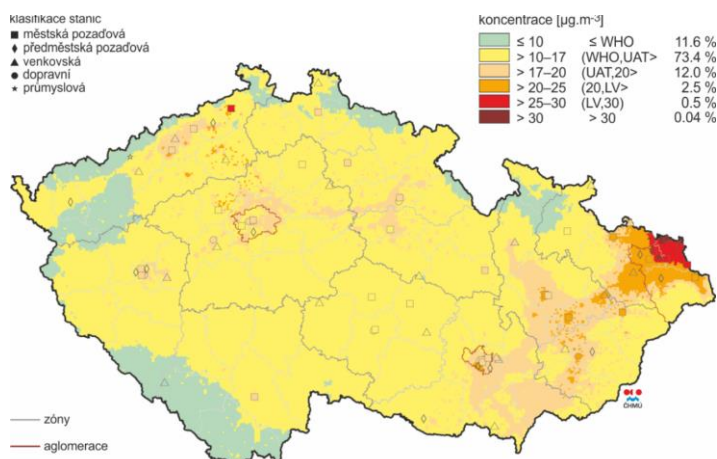 klasifikace stanic
městská pozaďová
předměstská pozaďová
venkovská
dopravní
průmyslová
koncentrace [µg.m⁻³]
≤ 10 ≤ WHO 11.6 %
> 10–17 (WHO,UAT> 73.4 %
> 17–20 (UAT,20> 12.0 %
> 20–25 (20,LV> 2.5 %
> 25–30 (LV,30) 0.5 %
> 30 > 30 0.04 %
ČHMÚ
zóny
aglomerace